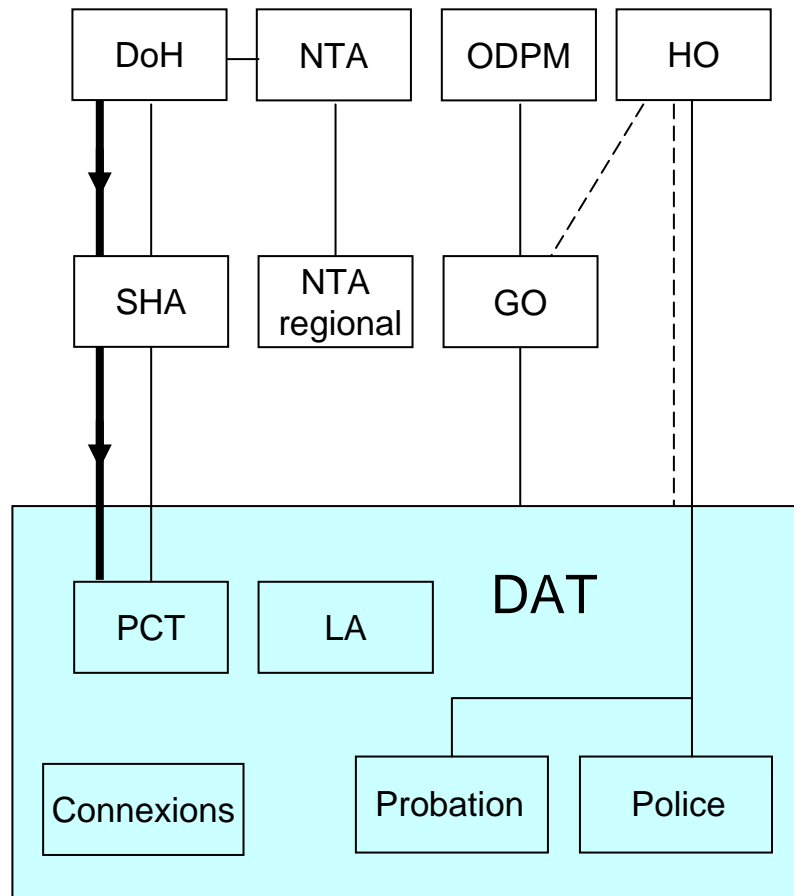 DoH
NTA
ODPM
HO
SHA
NTA
regional
GO
DAT
PCT
LA
Connexions
Probation
Police